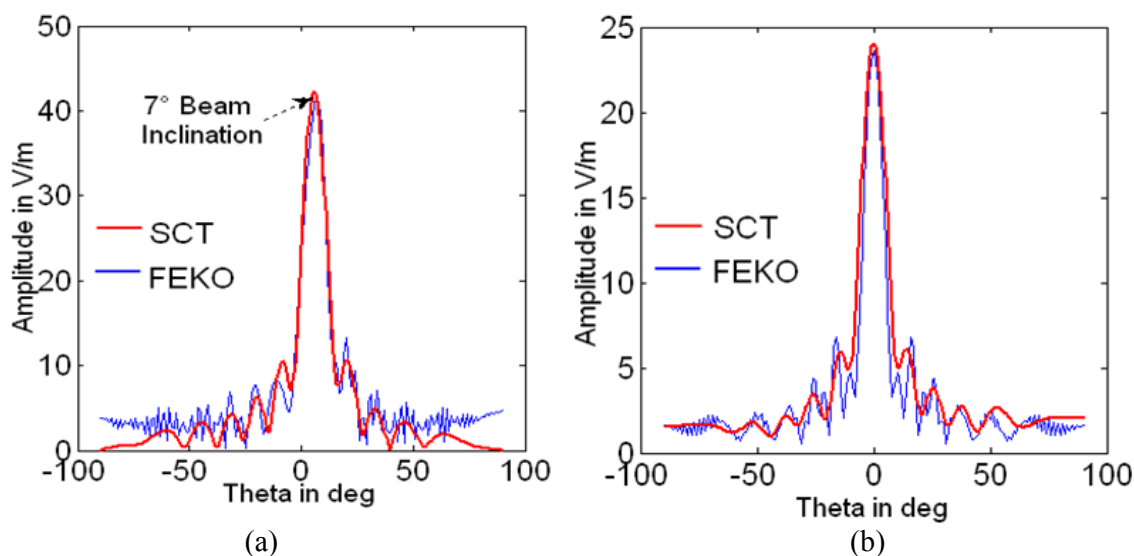 50
40
30
20
10
0
Amplitude in V/m
7° Beam
Inclination
SCT
FEKO
-100
-50
0
50
100
Theta in deg
(a)
25
20
15
10
5
0
Amplitude in V/m
SCT
FEKO
-100
-50
0
50
100
Theta in deg
(b)